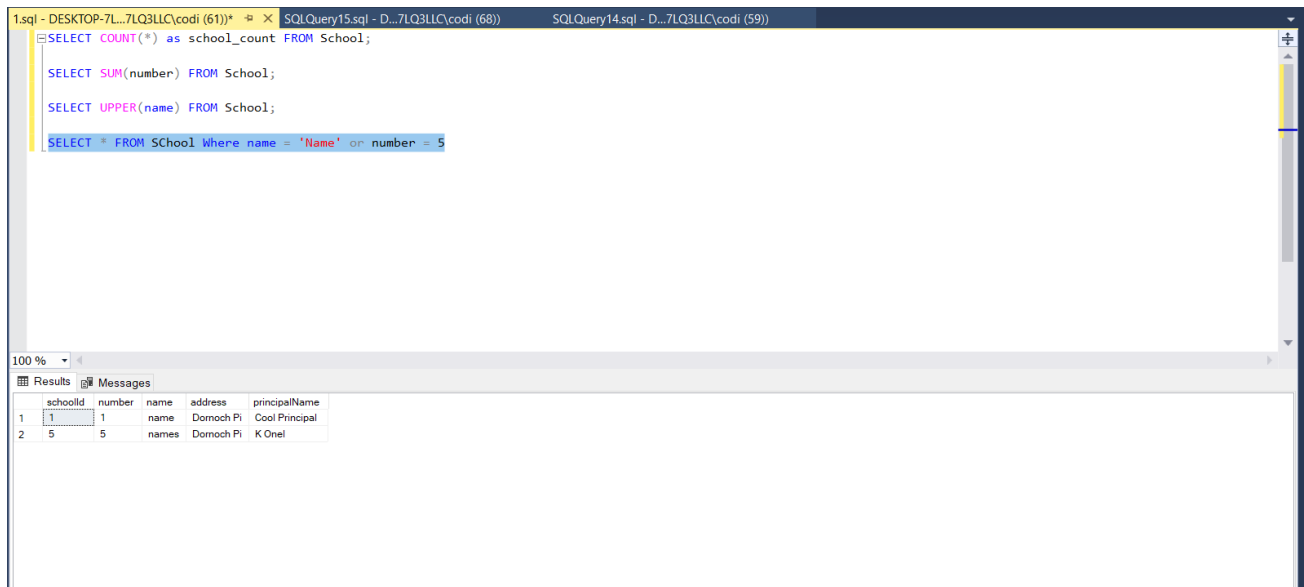 1.sql - DESKTOP-7L...7LQ3LLC\codi (61))* SQLQuery15.sql - D...7LQ3LLC\codi (68)) SQLQuery14.sql - D...7LQ3LLC\codi (59))
SELECT COUNT(*) as school_count FROM School;
SELECT SUM(number) FROM School;
SELECT UPPER(name) FROM School;
SELECT * FROM SChool Where name = 'Name' or number = 5
100 %
Results Messages
schoolId number name address principalName
1 1 1 name Dornoch Pi Cool Principal
2 5 5 names Dornoch Pi K Onel